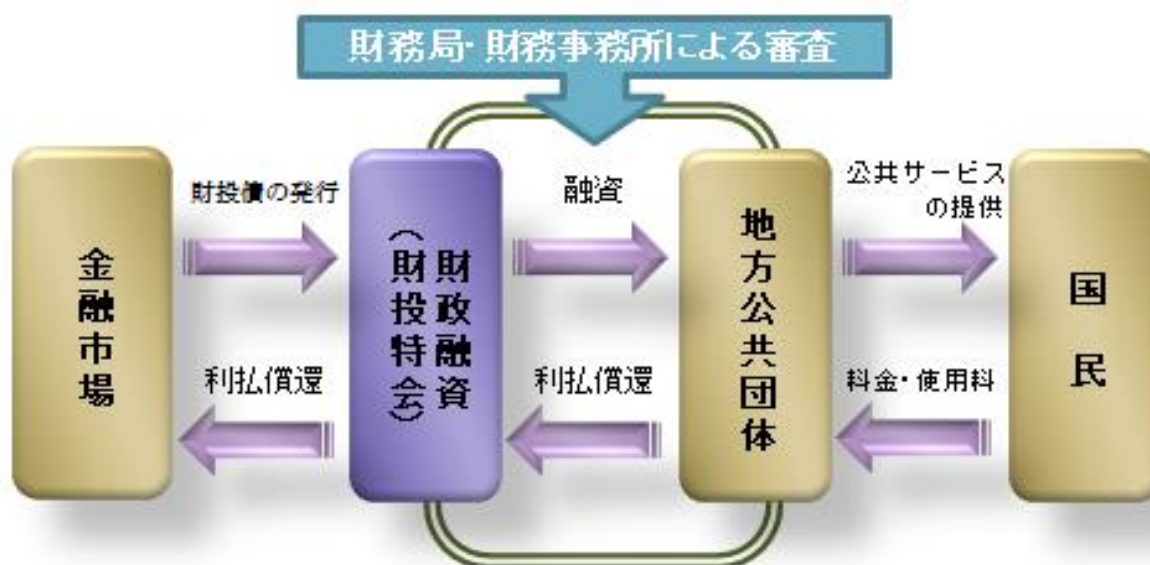 財務局・財務事務所による審査
金融市場
財投債の発行
利払償還
財政融資
（財投特会）
融資
利払償還
地方公共団体
公共サービス
の提供
料金・使用料
国民